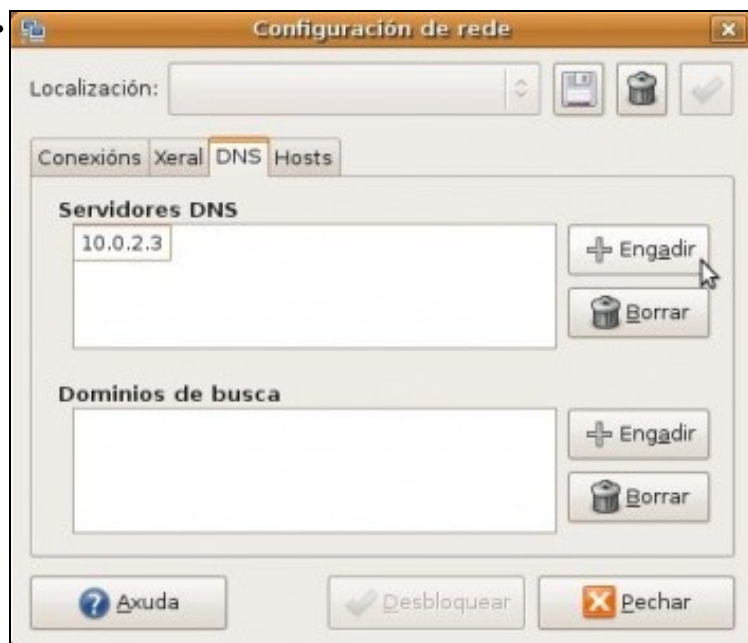 Configuración de rede
Localización:
Conexións Xeral DNS Hosts
Servidores DNS
10.0.2.3
Engadir
Borrar
Dominios de busca
Engadir
Borrar
Axuda Desbloquear Pechar